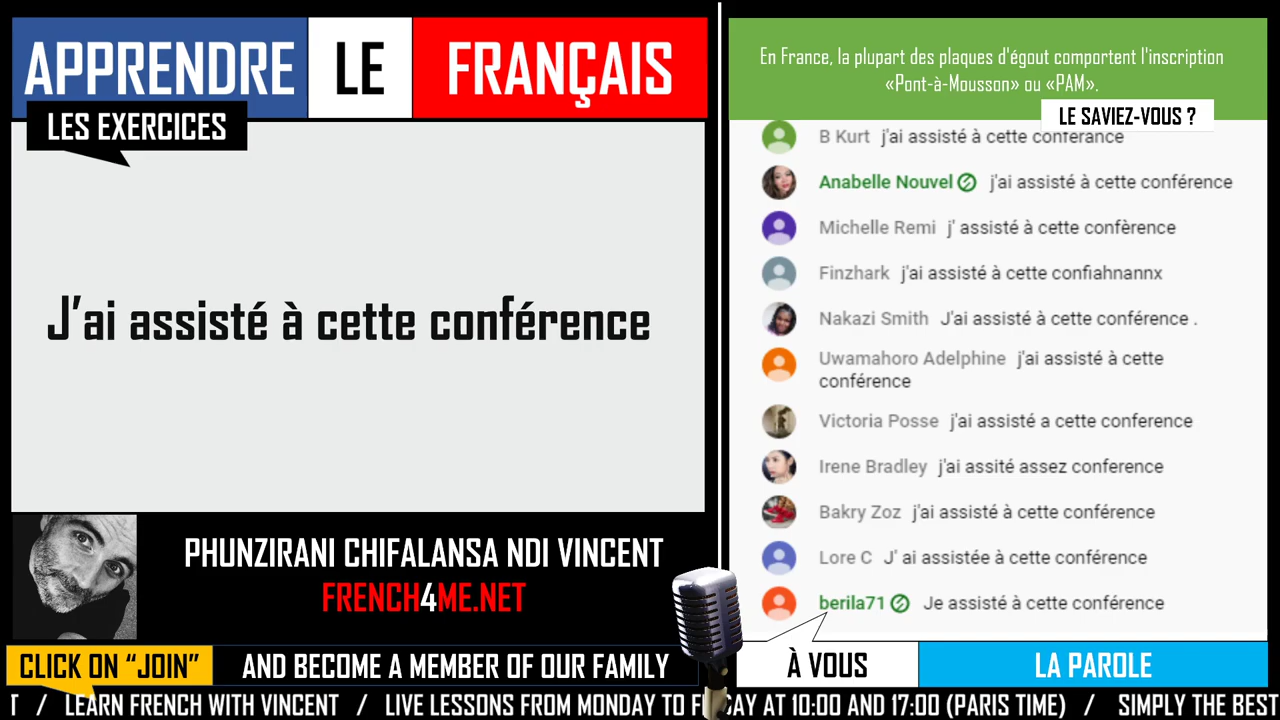 APPRENDRE LE FRANÇAIS
LES EXERCICES
J'ai assisté à cette conférence
PHUNZIRANI CHIFALANSA NDI VINCENT
FRENCH4ME.NET
CLICK ON “JOIN” AND BECOME A MEMBER OF OUR FAMILY
En France, la plupart des plaques d'égout comportent l'inscription
«Pont-à-Mousson» ou «PAM».
LE SAVIEZ-VOUS ?
B Kurt j'ai assisté à cette conferance
Anabelle Nouvel j'ai assisté à cette conférence
Michelle Remi j' assisté à cette confèrence
Finzhark j'ai assisté à cette confiahnannx
Nakazi Smith J'ai assisté à cette conférence .
Uwamahoro Adelphine j'ai assisté à cette
conférence
Victoria Posse j'ai assisté a cette conference
Irene Bradley j'ai assité assez conference
Bakry Zoz j'ai assisté à cette conférence
Lore C J' ai assistée à cette conférence
berila71 Je assisté à cette conférence
À VOUS LA PAROLE
T / LEARN FRENCH WITH VINCENT / LIVE LESSONS FROM MONDAY TO AT 10:00 AND 17:00 (PARIS TIME) / SIMPLY THE BEST